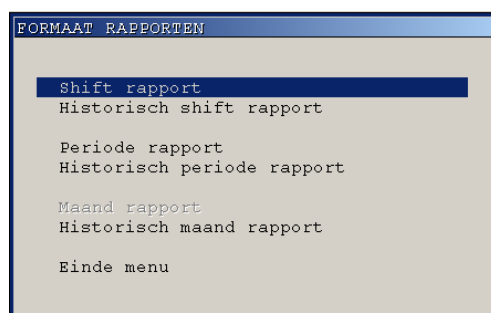 FORMAAT RAPPORTEN
Shift rapport
Historisch shift rapport
Periode rapport
Historisch periode rapport
Maand rapport
Historisch maand rapport
Einde menu